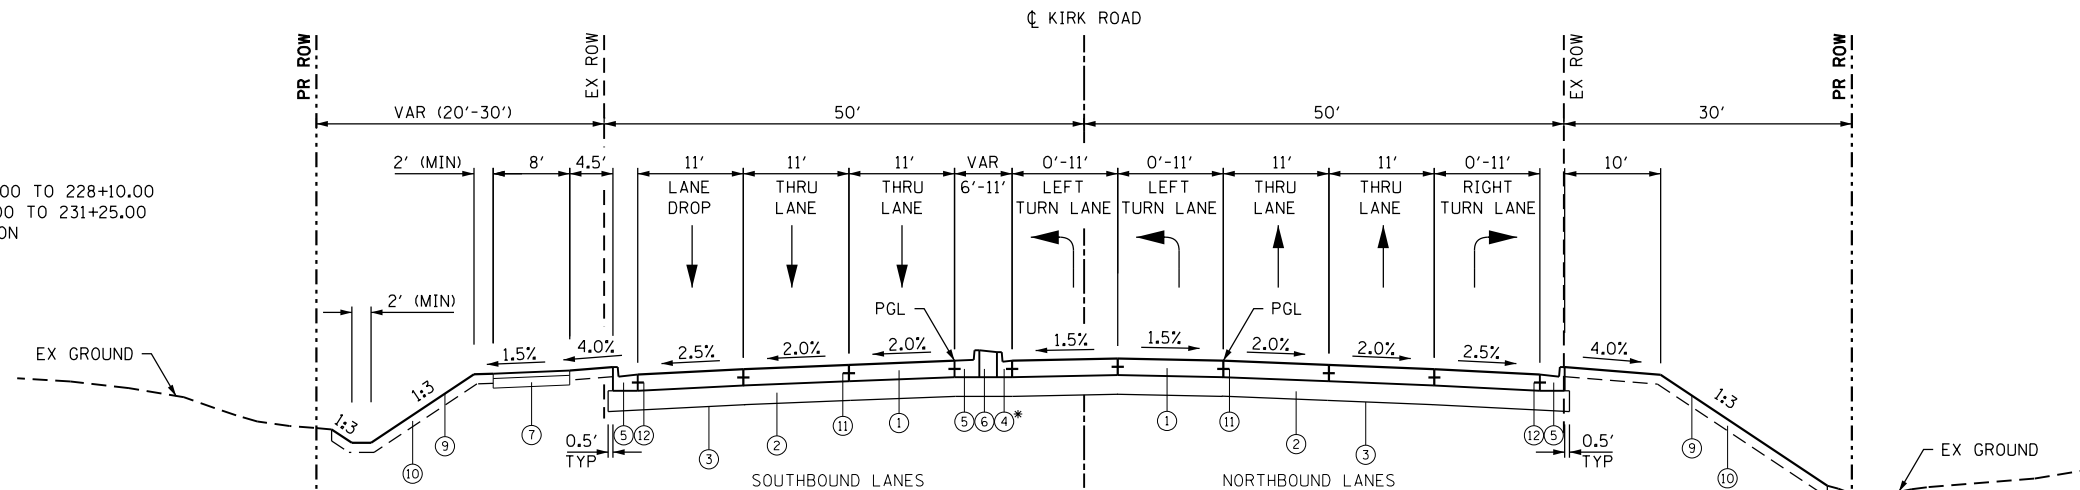 ℄ KIRK ROAD
PR ROW
EX ROW
EX ROW
PR ROW
VAR (20'-30')
50'
50'
30'
2' (MIN)
8'
4.5'
11'
11'
11'
VAR
0'-11'
0'-11'
11'
11'
0'-11'
10'
6'-11'
LANE
DROP
THRU
LANE
THRU
LANE
LEFT
TURN LANE
LEFT
TURN LANE
THRU
LANE
THRU
LANE
RIGHT
TURN LANE
00 TO 228+10.00
00 TO 231+25.00
ON
2' (MIN)
PGL
PGL
EX GROUND
1.5%
4.0%
2.5%
2.0%
2.0%
1.5%
1.5%
2.0%
2.0%
2.5%
4.0%
1:3
1:3
1:3
10
9
7
0.5'
TYP
5
12
3
2
11
1
5
6
4*
1
11
2
3
12
5
0.5'
TYP
9
10
EX GROUND
SOUTHBOUND LANES
NORTHBOUND LANES